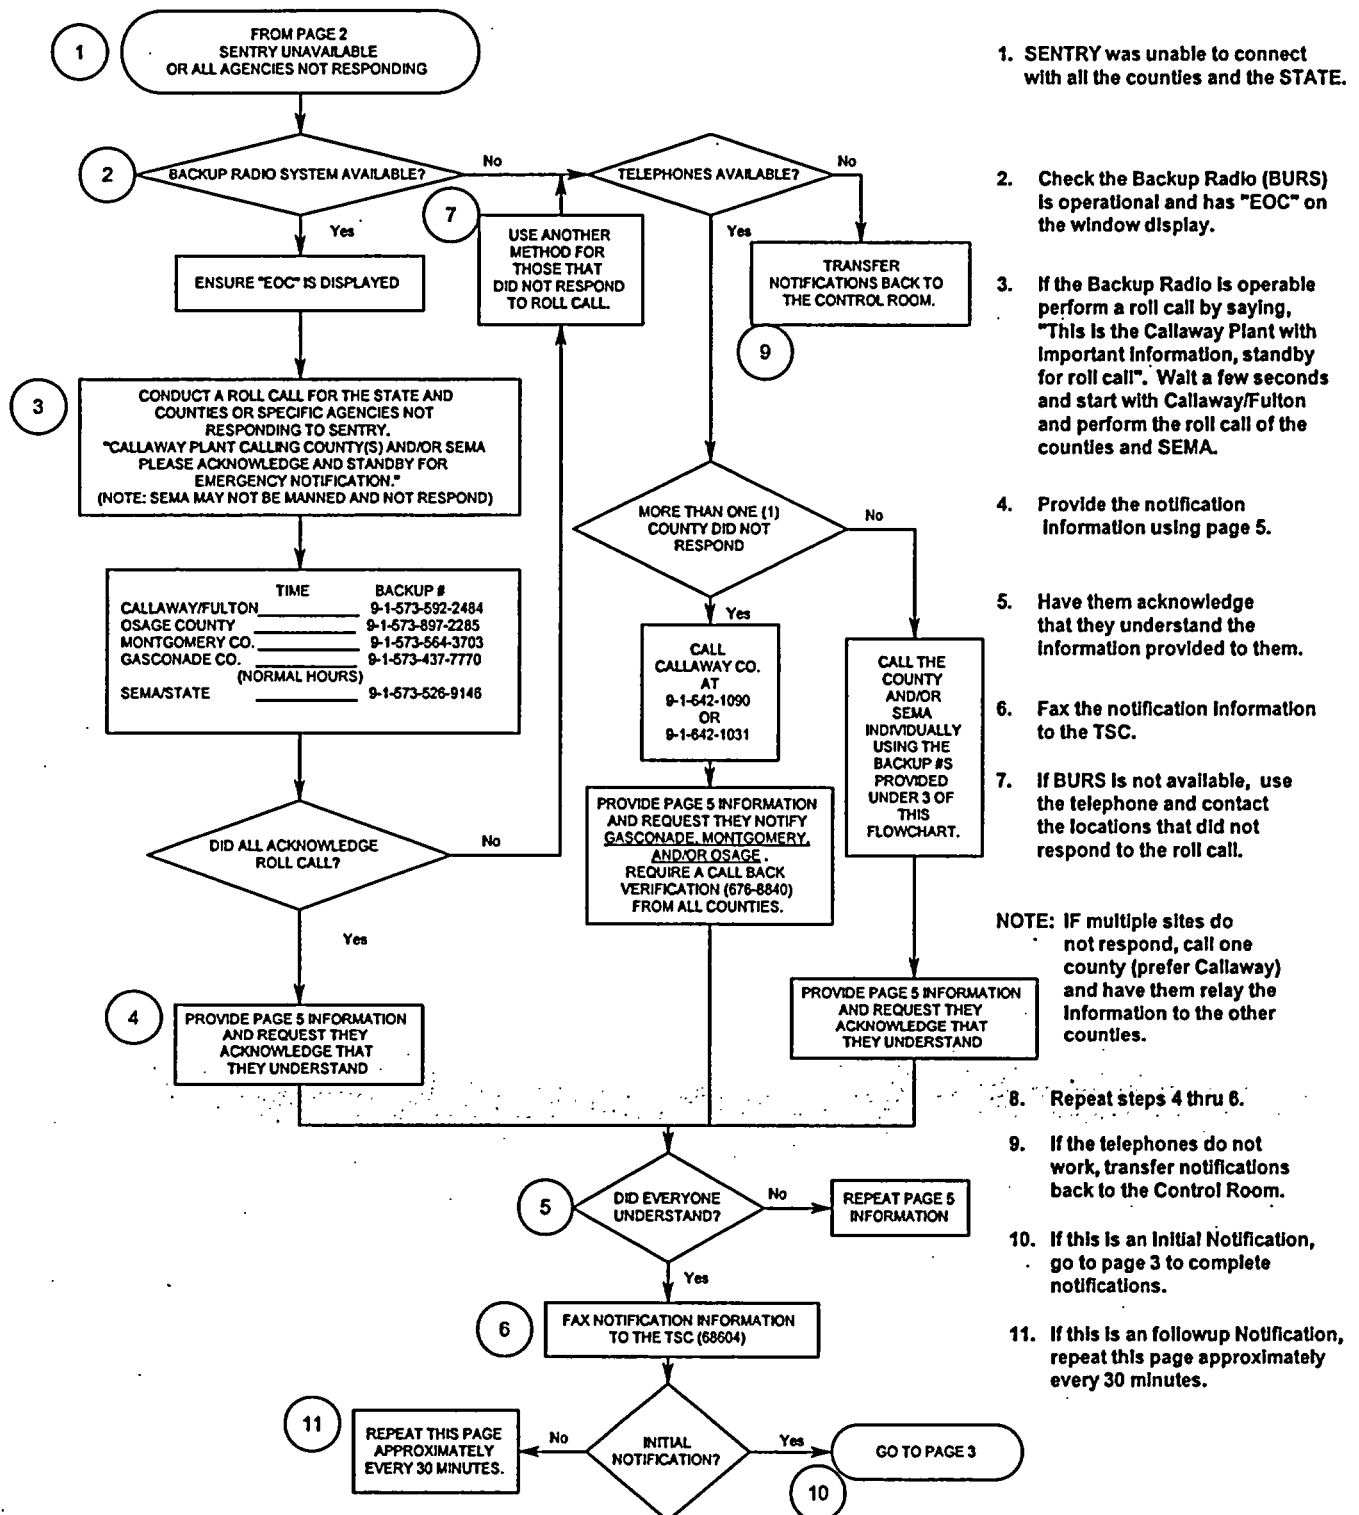 1
FROM PAGE 2
SENTRY UNAVAILABLE
OR ALL AGENCIES NOT RESPONDING
2
BACKUP RADIO SYSTEM AVAILABLE?
No
Yes
TELEPHONES AVAILABLE?
No
Yes
7
USE ANOTHER
METHOD FOR
THOSE THAT
DID NOT RESPOND
TO ROLL CALL.
ENSURE "EOC" IS DISPLAYED
TRANSFER
NOTIFICATIONS BACK TO
THE CONTROL ROOM.
9
3
CONDUCT A ROLL CALL FOR THE STATE AND
COUNTIES OR SPECIFIC AGENCIES NOT
RESPONDING TO SENTRY.
"CALLAWAY PLANT CALLING COUNTY(S) AND/OR SEMA
PLEASE ACKNOWLEDGE AND STANDBY FOR
EMERGENCY NOTIFICATION."
(NOTE: SEMA MAY NOT BE MANNED AND NOT RESPOND)
MORE THAN ONE (1)
COUNTY DID NOT
RESPOND
No
Yes
TIME BACKUP #
CALLAWAY/FULTON 9-1-573-592-2484
OSAGE COUNTY 9-1-573-897-2285
MONTGOMERY CO. 9-1-573-564-3703
GASCONADE CO. 9-1-573-437-7770
(NORMAL HOURS)
SEMA/STATE 9-1-573-526-9146
CALL
CALLAWAY CO.
AT
9-1-642-1090
OR
9-1-642-1031
CALL THE
COUNTY
AND/OR
SEMA
INDIVIDUALLY
USING THE
BACKUP #S
PROVIDED
UNDER 3 OF
THIS
FLOWCHART.
DID ALL ACKNOWLEDGE
ROLL CALL?
No
Yes
PROVIDE PAGE 5 INFORMATION
AND REQUEST THEY NOTIFY
GASCONADE, MONTGOMERY,
AND/OR OSAGE .
REQUIRE A CALL BACK
VERIFICATION (676-8840)
FROM ALL COUNTIES.
4
PROVIDE PAGE 5 INFORMATION
AND REQUEST THEY
ACKNOWLEDGE THAT
THEY UNDERSTAND
PROVIDE PAGE 5 INFORMATION
AND REQUEST THEY
ACKNOWLEDGE THAT
THEY UNDERSTAND
5
DID EVERYONE
UNDERSTAND?
No
REPEAT PAGE 5
INFORMATION
Yes
6
FAX NOTIFICATION INFORMATION
TO THE TSC (68604)
11
REPEAT THIS PAGE
APPROXIMATELY
EVERY 30 MINUTES.
No
INITIAL
NOTIFICATION?
Yes
GO TO PAGE 3
10
1. SENTRY was unable to connect
with all the counties and the STATE.
2. Check the Backup Radio (BURS)
is operational and has "EOC" on
the window display.
3. If the Backup Radio is operable
perform a roll call by saying,
"This is the Callaway Plant with
important information, standby
for roll call". Wait a few seconds
and start with Callaway/Fulton
and perform the roll call of the
counties and SEMA.
4. Provide the notification
information using page 5.
5. Have them acknowledge
that they understand the
information provided to them.
6. Fax the notification information
to the TSC.
7. If BURS is not available, use
the telephone and contact
the locations that did not
respond to the roll call.
NOTE: IF multiple sites do
not respond, call one
county (prefer Callaway)
and have them relay the
information to the other
counties.
8. Repeat steps 4 thru 6.
9. If the telephones do not
work, transfer notifications
back to the Control Room.
10. If this is an Initial Notification,
go to page 3 to complete
notifications.
11. If this is an followup Notification,
repeat this page approximately
every 30 minutes.